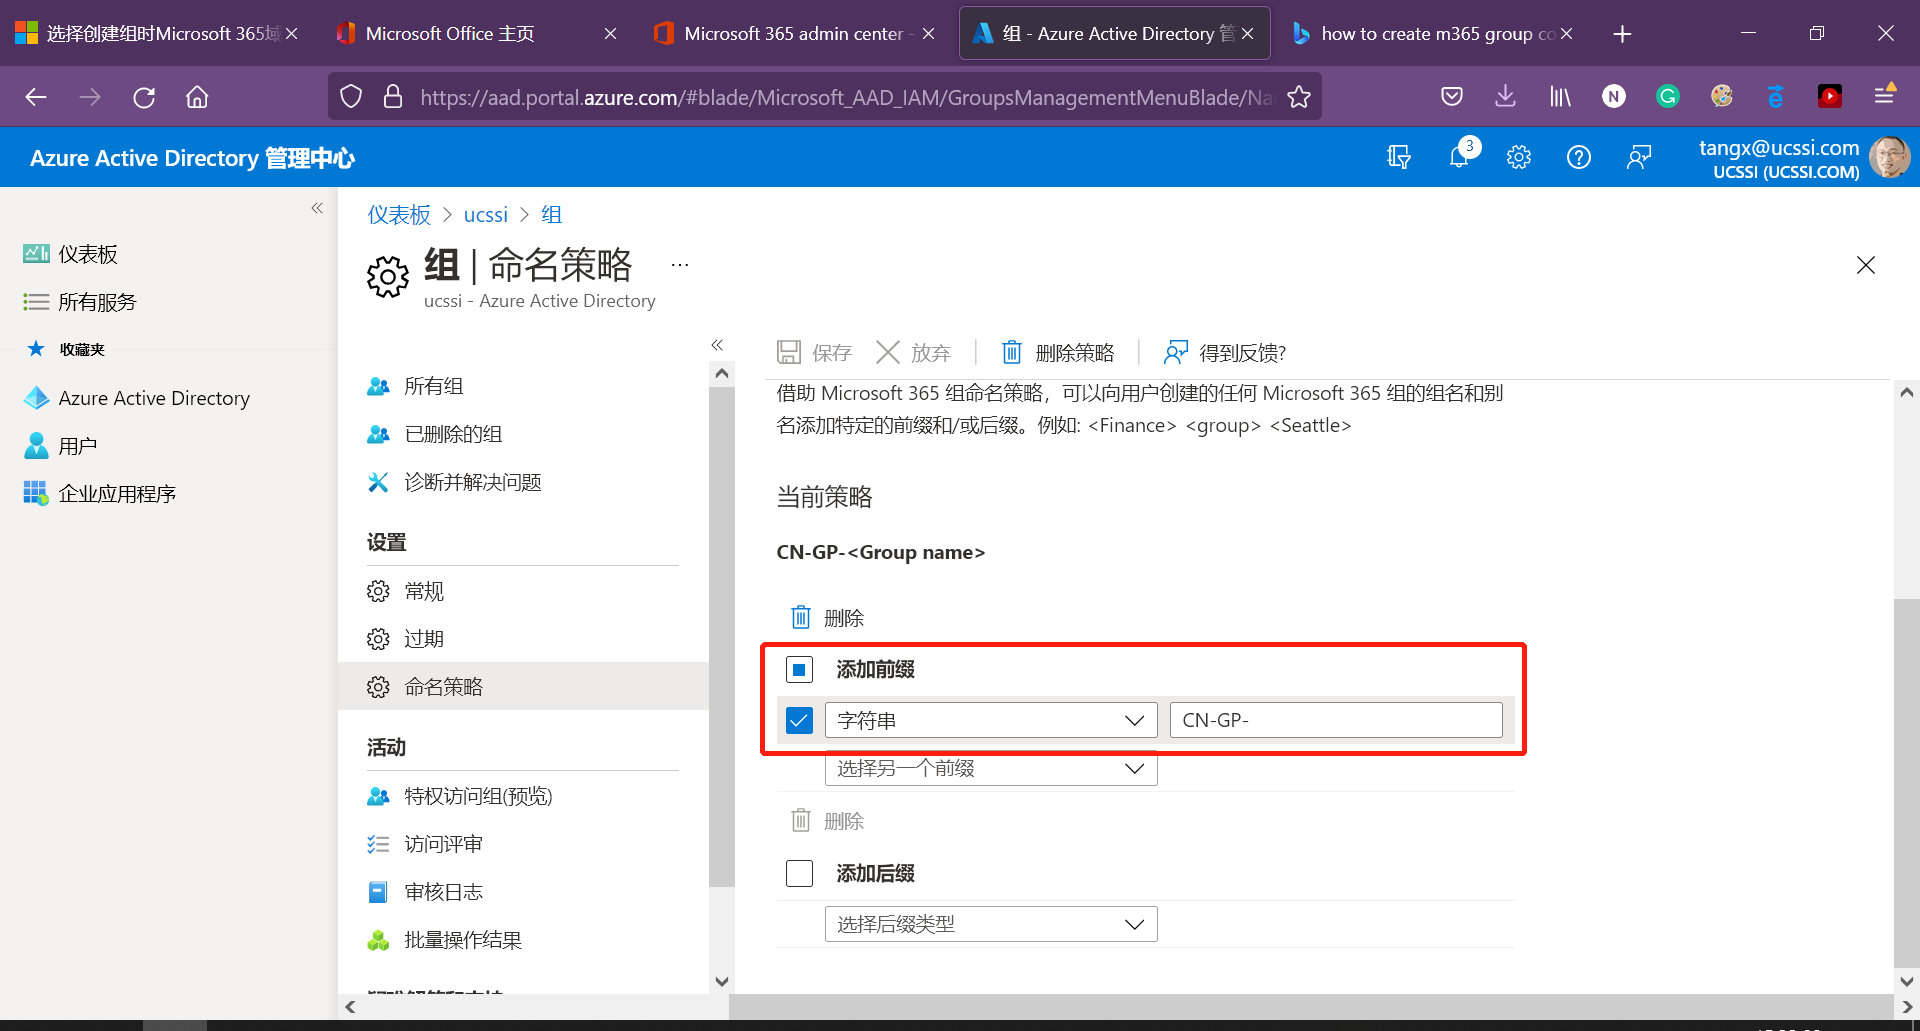 选择创建组时Microsoft 365域
Microsoft Office 主页
Microsoft 365 admin center -
组 - Azure Active Directory 管
how to create m365 group co
https://aad.portal.azure.com/#blade/Microsoft_AAD_IAM/GroupsManagementMenuBlade/Na
N
Azure Active Directory 管理中心
3
tangx@ucssi.com
UCSSI (UCSSI.COM)
仪表板
所有服务
收藏夹
Azure Active Directory
用户
企业应用程序
仪表板 > ucssi > 组
组 | 命名策略
...
ucssi - Azure Active Directory
所有组
已删除的组
诊断并解决问题
设置
常规
过期
命名策略
活动
特权访问组(预览)
访问评审
审核日志
批量操作结果
保存
放弃
删除策略
得到反馈?
借助 Microsoft 365 组命名策略，可以向用户创建的任何 Microsoft 365 组的组名和别
名添加特定的前缀和/或后缀。例如: <Finance> <group> <Seattle>
当前策略
CN-GP-<Group name>
删除
添加前缀
字符串
CN-GP-
选择另一个前缀
删除
添加后缀
选择后缀类型